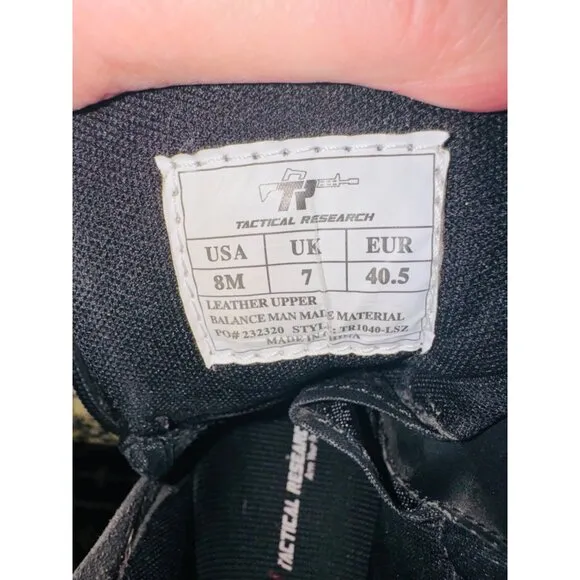 TR
TACTICAL RESEARCH
USA UK EUR
8M 7 40.5
LEATHER UPPER
BALANCE MAN MADE MATERIAL
PO# 232320 STYLE: TR1040-LSZ
MADE IN CHINA
TACTICAL RESEARCH